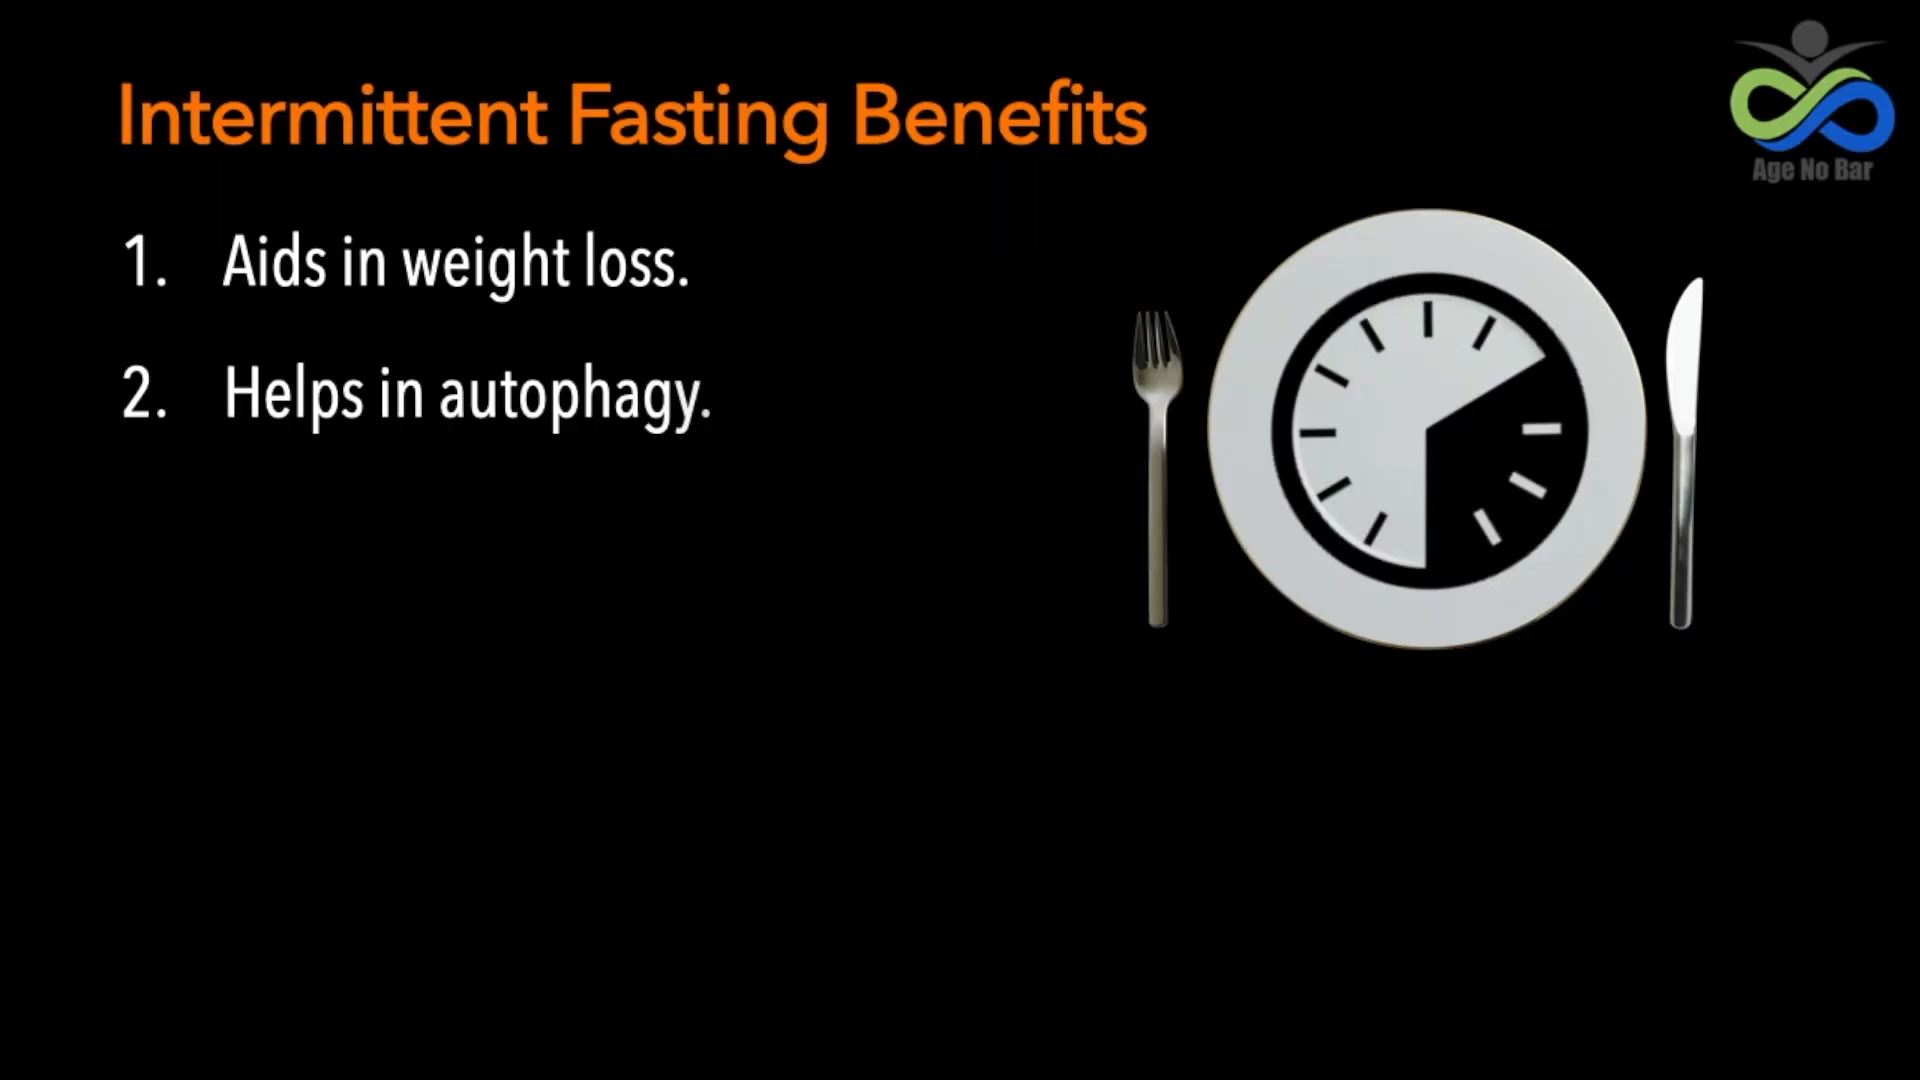 Intermittent Fasting Benefits
1. Aids in weight loss.
2. Helps in autophagy.
Age No Bar